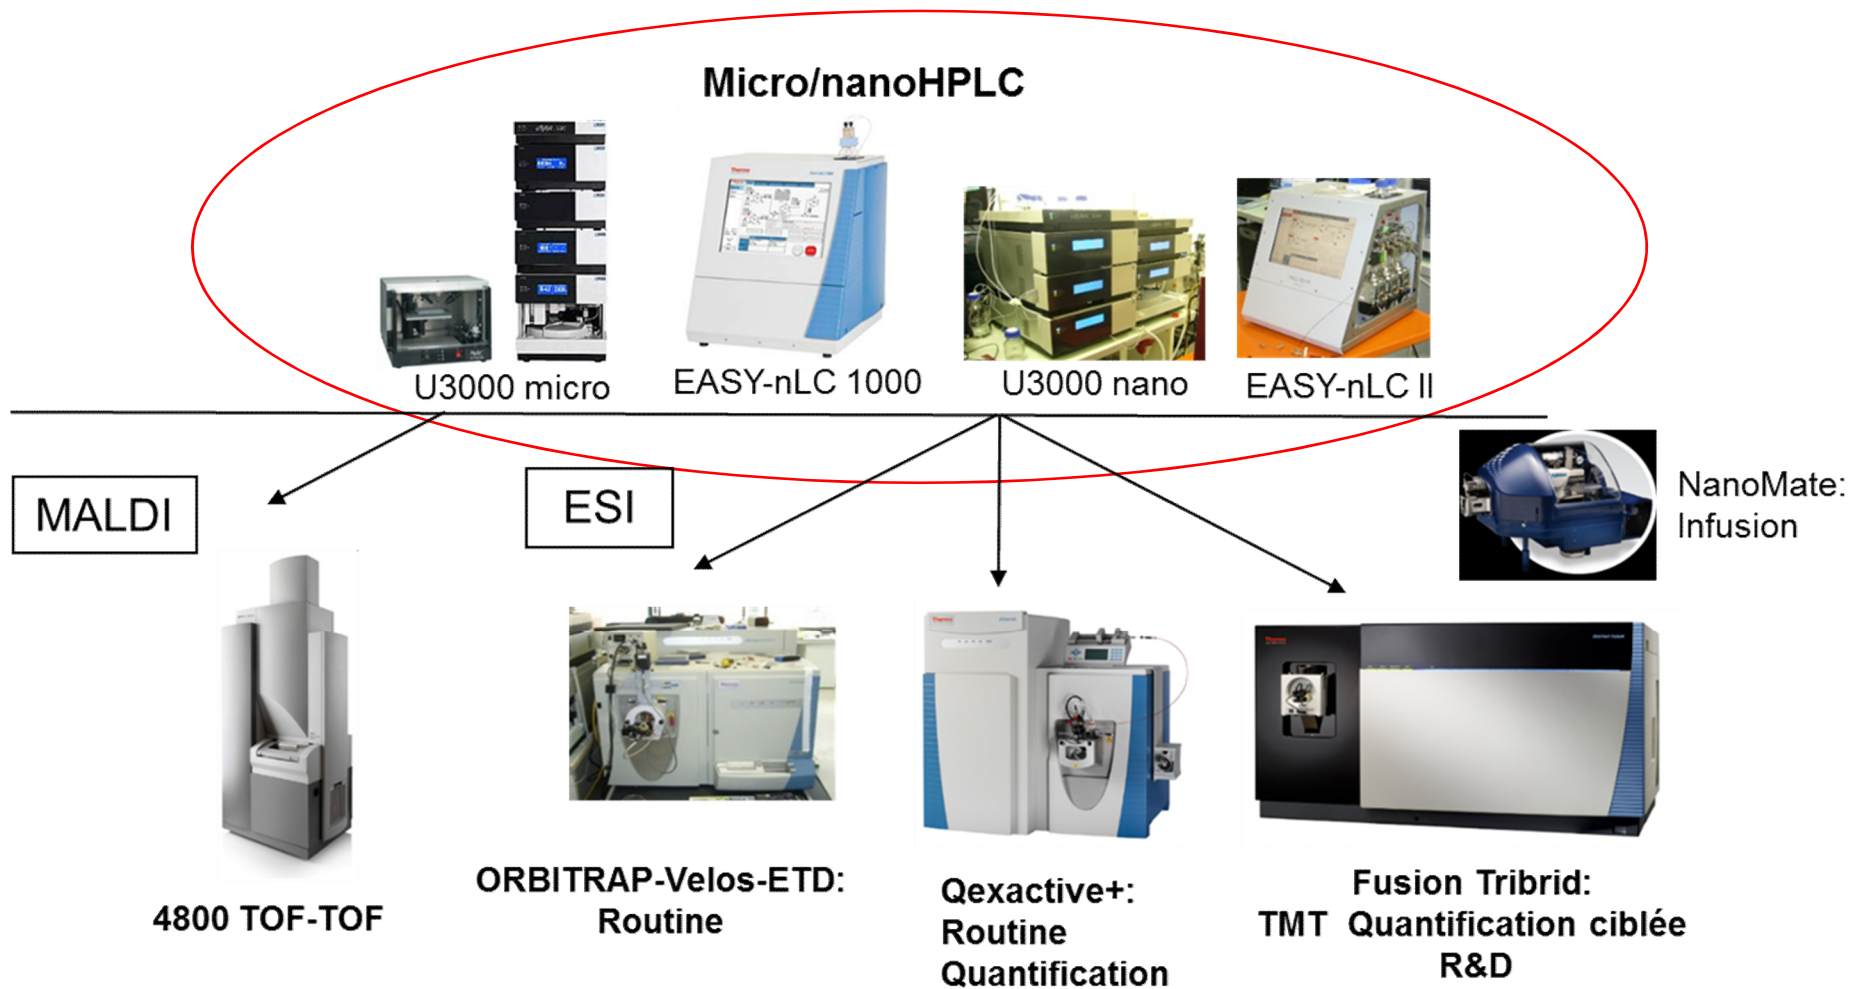 Micro/nanoHPLC
U3000 micro
EASY-nLC 1000
U3000 nano
EASY-nLC II
MALDI
ESI
NanoMate:
Infusion
4800 TOF-TOF
ORBITRAP-Velos-ETD:
Routine
Qexactive+:
Routine
Quantification
Fusion Tribrid:
TMT Quantification ciblée
R&D